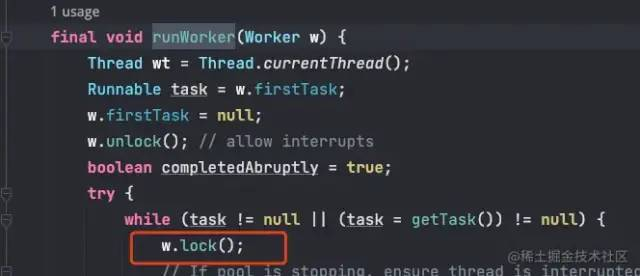 1 usage
final void runWorker(Worker w) {
Thread wt = Thread.currentThread();
Runnable task = w.firstTask;
w.firstTask = null;
w.unlock(); // allow interrupts
boolean completedAbruptly = true;
try {
while (task != null || (task = getTask()) != null) {
w.lock();
// If pool is stopping, ensure thread is interrupted
@稀土掘金技术社区